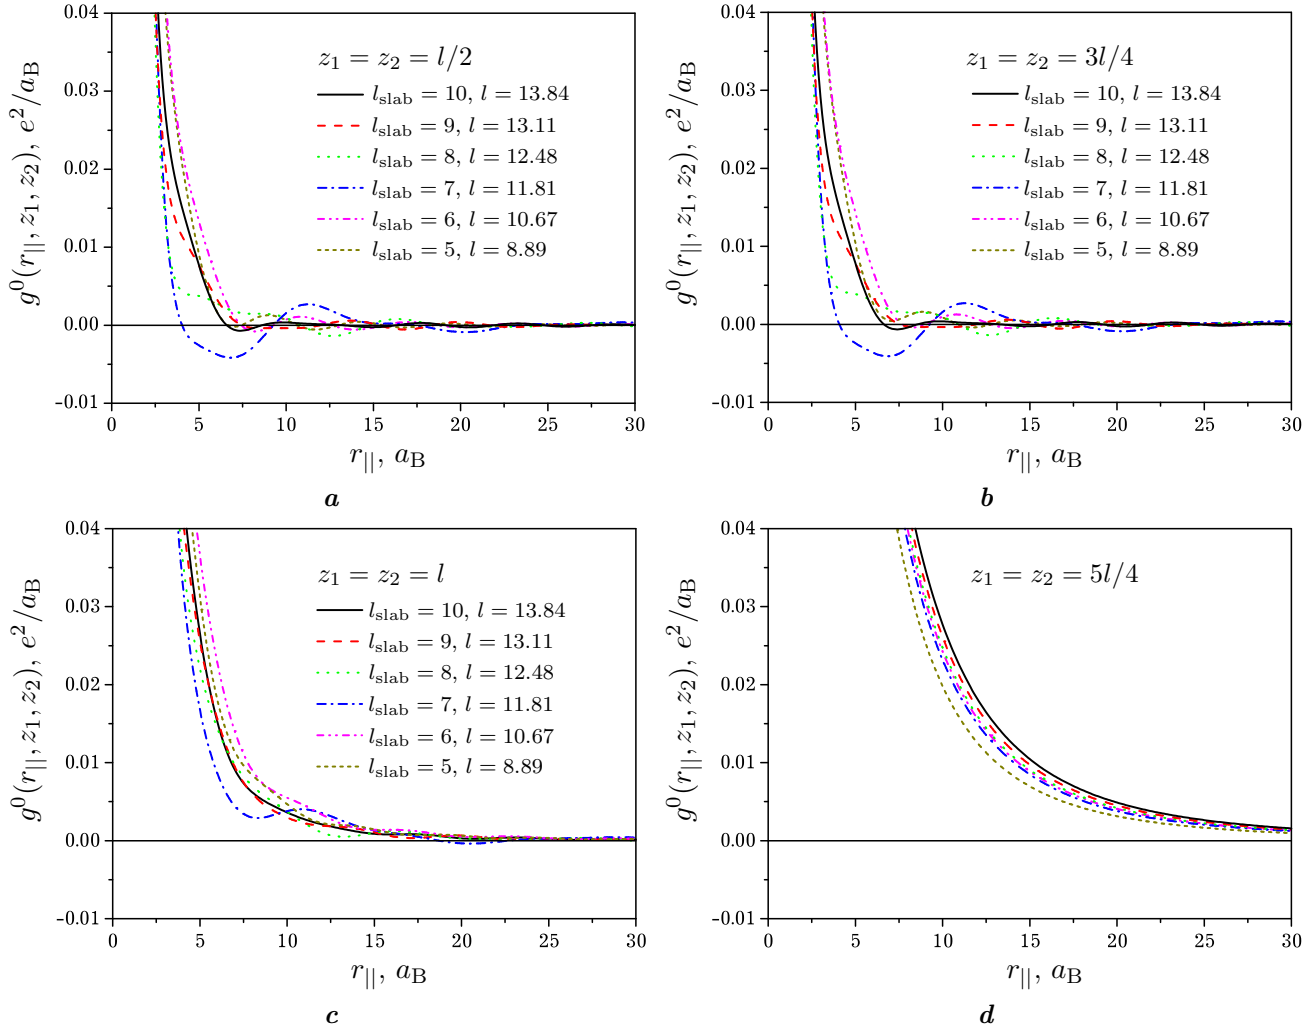 g⁰(r||, z₁, z₂), e²/a_B
0.04
0.03
0.02
0.01
0.00
-0.01
z₁ = z₂ = l/2
l_slab = 10, l = 13.84
l_slab = 9, l = 13.11
l_slab = 8, l = 12.48
l_slab = 7, l = 11.81
l_slab = 6, l = 10.67
l_slab = 5, l = 8.89
0 5 10 15 20 25 30
r||, a_B
a
g⁰(r||, z₁, z₂), e²/a_B
0.04
0.03
0.02
0.01
0.00
-0.01
z₁ = z₂ = 3l/4
l_slab = 10, l = 13.84
l_slab = 9, l = 13.11
l_slab = 8, l = 12.48
l_slab = 7, l = 11.81
l_slab = 6, l = 10.67
l_slab = 5, l = 8.89
0 5 10 15 20 25 30
r||, a_B
b
g⁰(r||, z₁, z₂), e²/a_B
0.04
0.03
0.02
0.01
0.00
-0.01
z₁ = z₂ = l
l_slab = 10, l = 13.84
l_slab = 9, l = 13.11
l_slab = 8, l = 12.48
l_slab = 7, l = 11.81
l_slab = 6, l = 10.67
l_slab = 5, l = 8.89
0 5 10 15 20 25 30
r||, a_B
c
g⁰(r||, z₁, z₂), e²/a_B
0.04
0.03
0.02
0.01
0.00
-0.01
z₁ = z₂ = 5l/4
0 5 10 15 20 25 30
r||, a_B
d